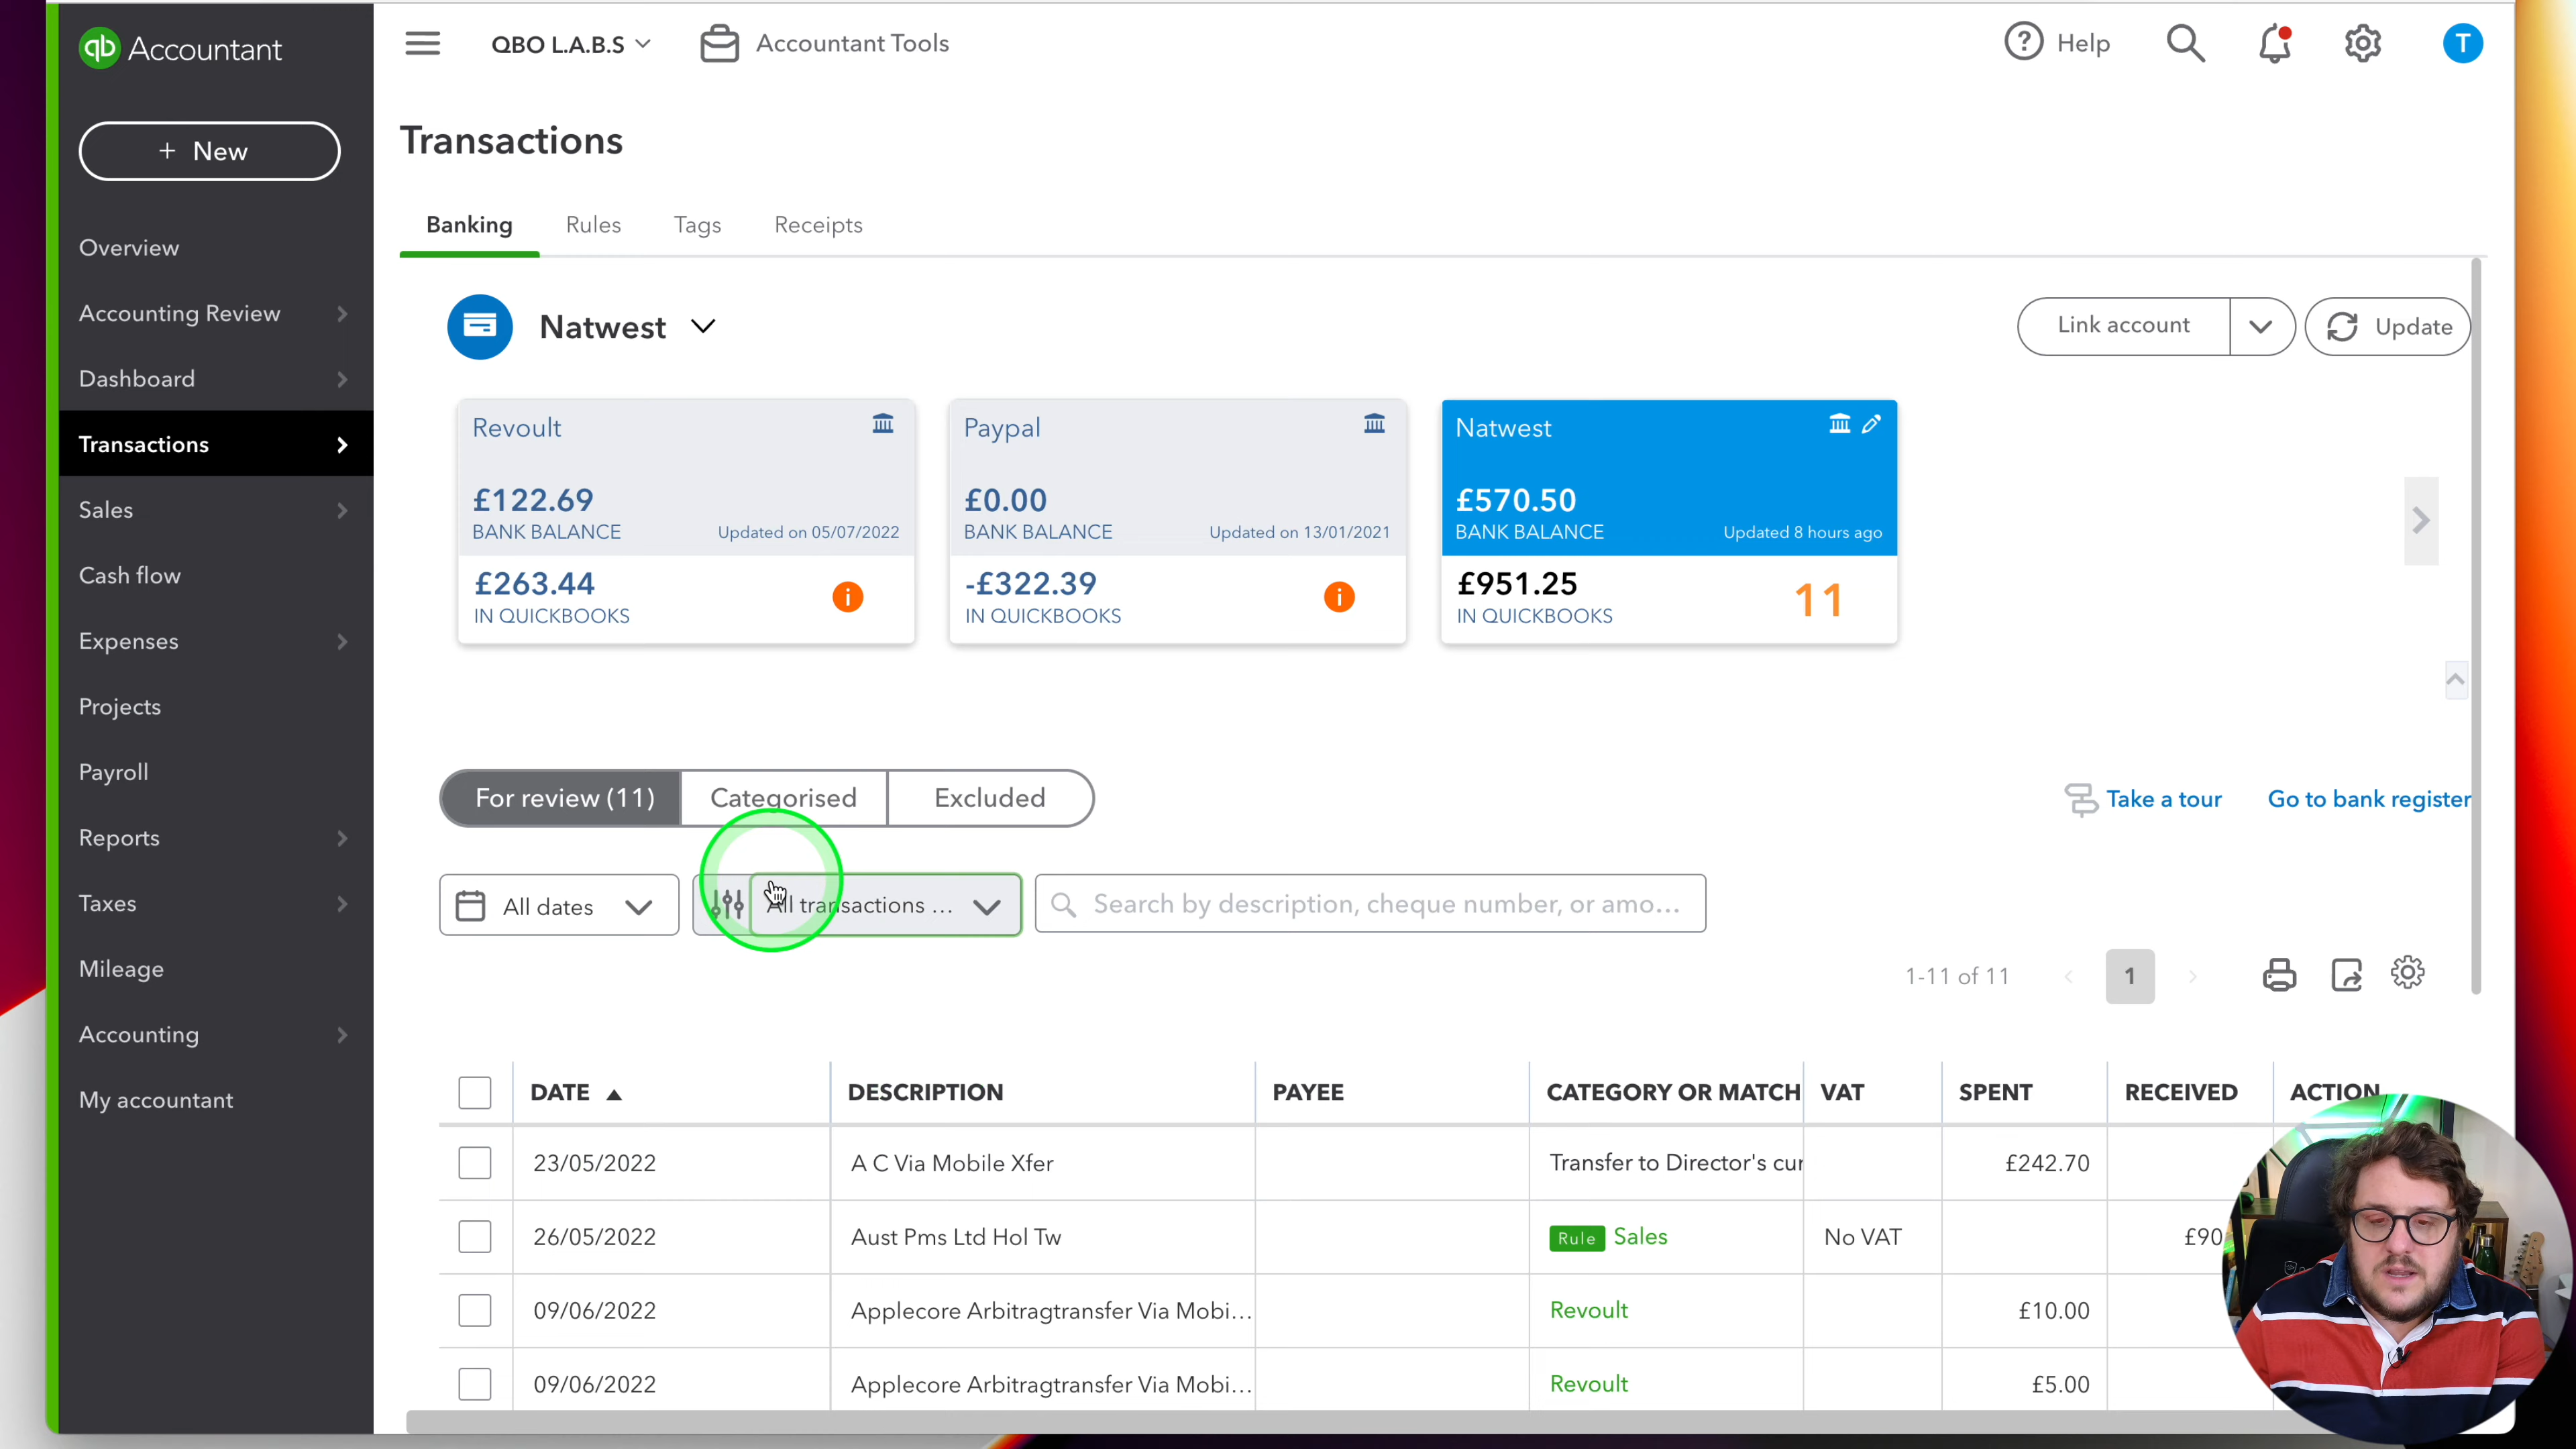 qb Accountant
QBO L.A.B.S
Accountant Tools
Help
T
+ New
Transactions
Banking
Rules
Tags
Receipts
Overview
Accounting Review
Dashboard
Transactions
Sales
Cash flow
Expenses
Projects
Payroll
Reports
Taxes
Mileage
Accounting
My accountant
Natwest
Link account
Update
Revoult
£122.69
BANK BALANCE
Updated on 05/07/2022
£263.44
IN QUICKBOOKS
i
Paypal
£0.00
BANK BALANCE
Updated on 13/01/2021
-£322.39
IN QUICKBOOKS
i
Natwest
£570.50
BANK BALANCE
Updated 8 hours ago
£951.25
IN QUICKBOOKS
11
For review (11)
Categorised
Excluded
Take a tour
Go to bank register
All dates
All transactions ...
Search by description, cheque number, or amo...
1-11 of 11
1
DATE DESCRIPTION PAYEE CATEGORY OR MATCH VAT SPENT RECEIVED ACTION
23/05/2022 A C Via Mobile Xfer Transfer to Director's cur £242.70
26/05/2022 Aust Pms Ltd Hol Tw Rule Sales No VAT £90
09/06/2022 Applecore Arbitragtransfer Via Mobi... Revoult £10.00
09/06/2022 Applecore Arbitragtransfer Via Mobi... Revoult £5.00